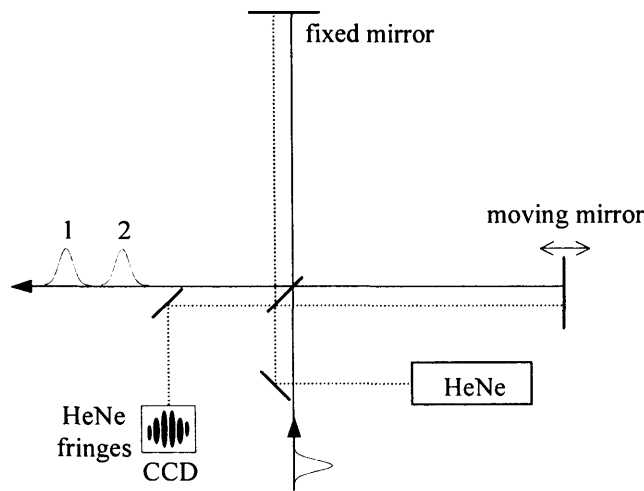 fixed mirror
moving mirror
1 2
HeNe
HeNe
fringes
CCD